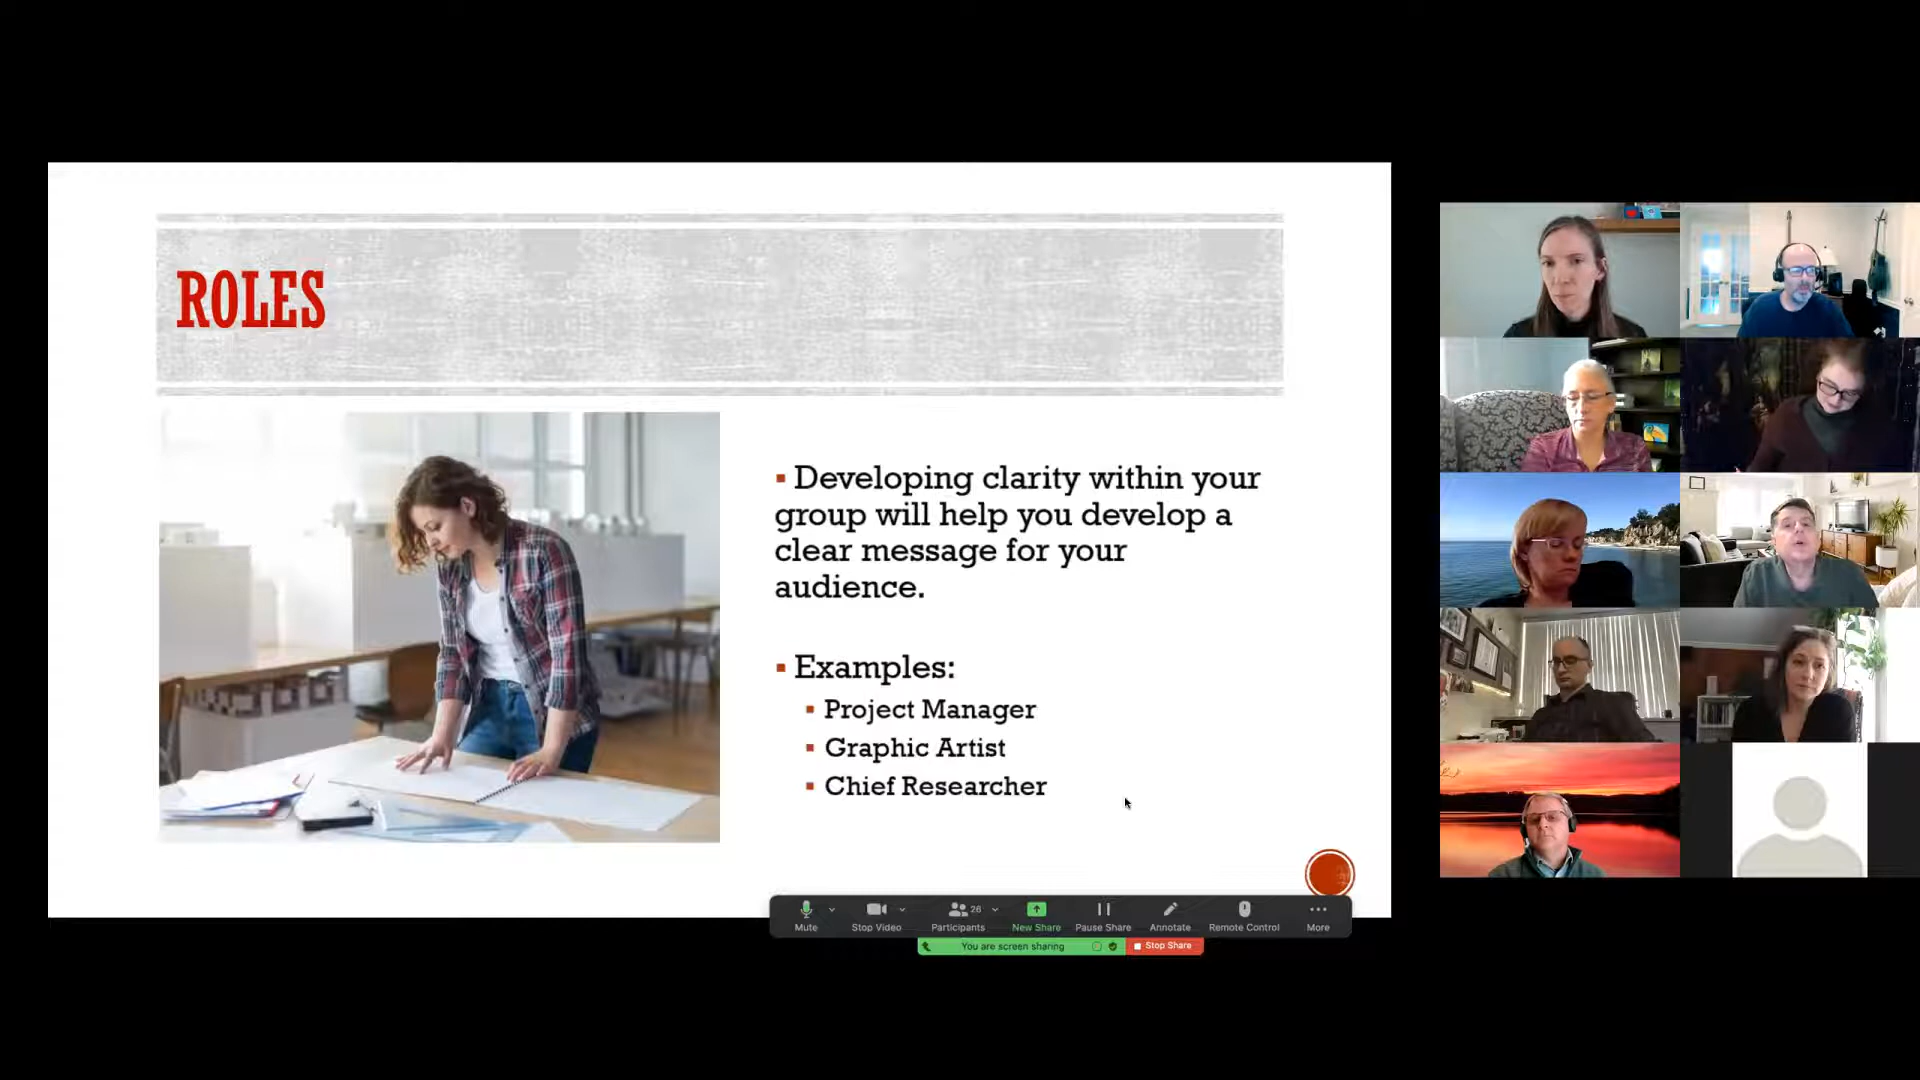 ROLES
▪ Developing clarity within your
group will help you develop a
clear message for your
audience.
▪ Examples:
▪ Project Manager
▪ Graphic Artist
▪ Chief Researcher
Mute
Stop Video
Participants
26
New Share
Pause Share
Annotate
Remote Control
More
You are screen sharing
Stop Share